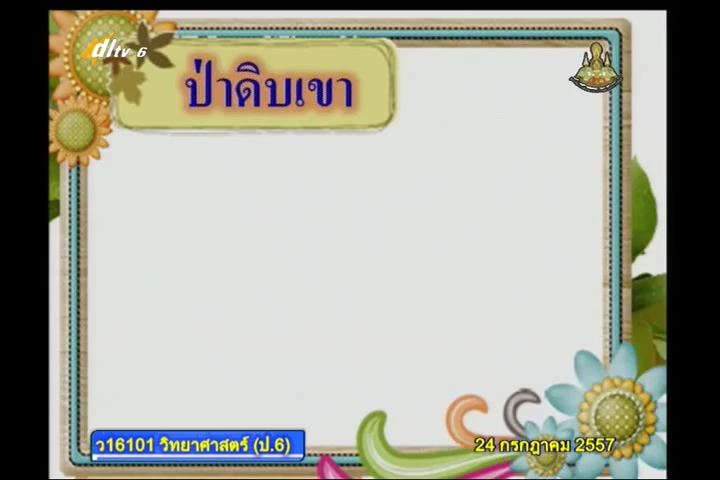 dltv 6
ป่าดิบเขา
ว16101 วิทยาศาสตร์ (ป.6)
24 กรกฎาคม 2557